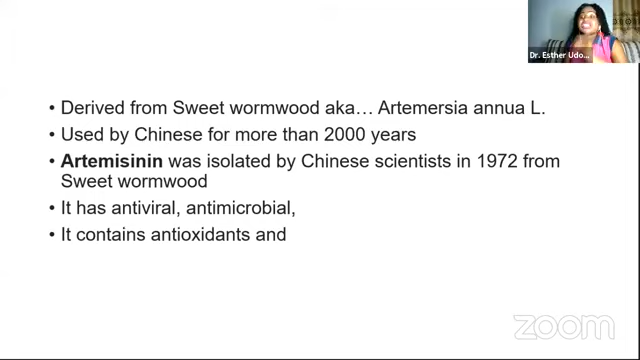 Dr. Esther Udo...
• Derived from Sweet wormwood aka… Artemersia annua L.
• Used by Chinese for more than 2000 years
• Artemisinin was isolated by Chinese scientists in 1972 from
Sweet wormwood
• It has antiviral, antimicrobial,
• It contains antioxidants and
zoom